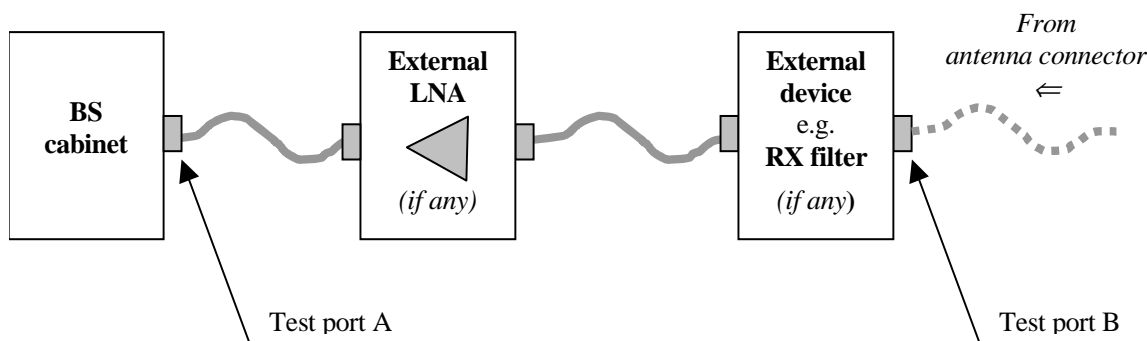 BS
cabinet
External
LNA
(if any)
External
device
e.g.
RX filter
(if any)
From
antenna connector
⇐
Test port A
Test port B